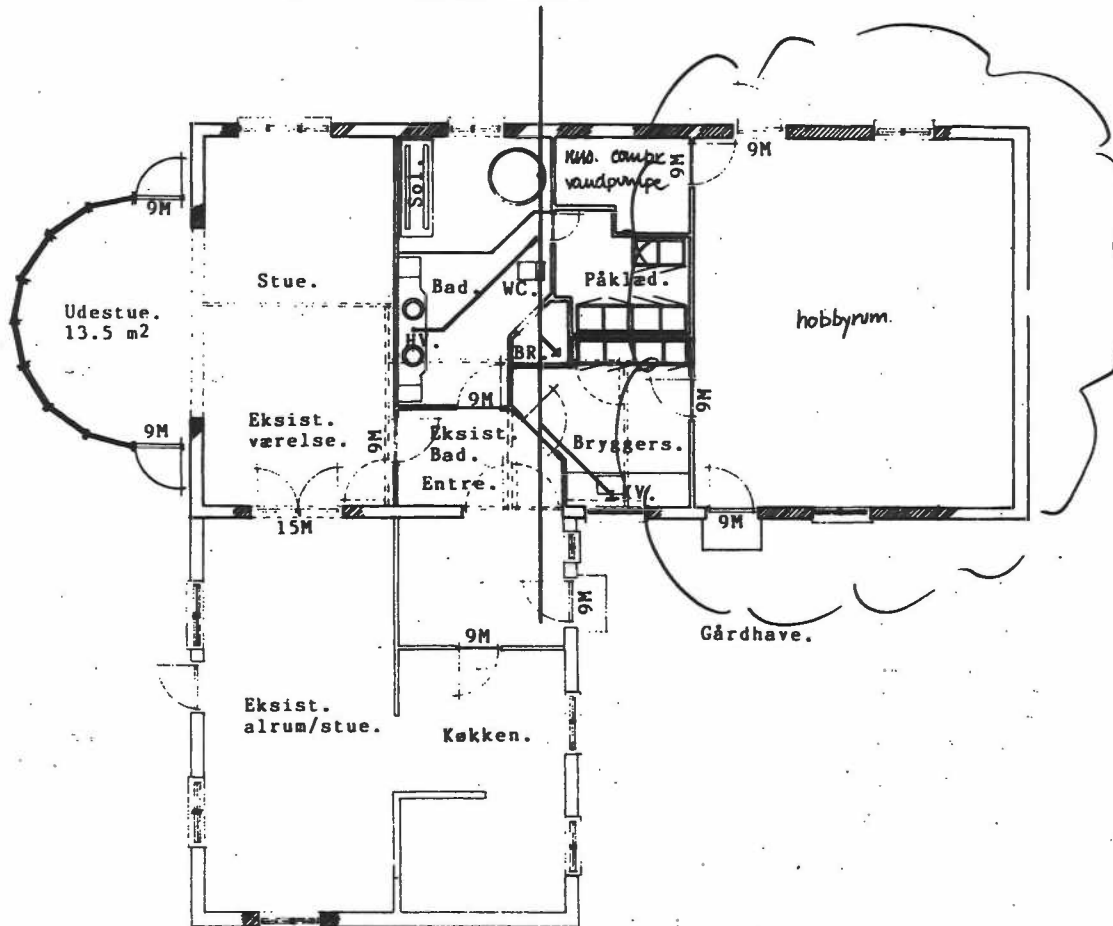 9M
Sol.
kno. compr
vandpumpe
9M
9M
Stue.
Bad.
WC.
Påklæd.
Udestue.
13.5 m2
HV.
BR.
hobbyrum.
9M
9M
9M
9M
Eksist.
værelse.
Eksist.
Bad.
Entre.
Bryggers.
KV.
15M
9M
9M
9M
Gårdhave.
Eksist.
alrum/stue.
Køkken.